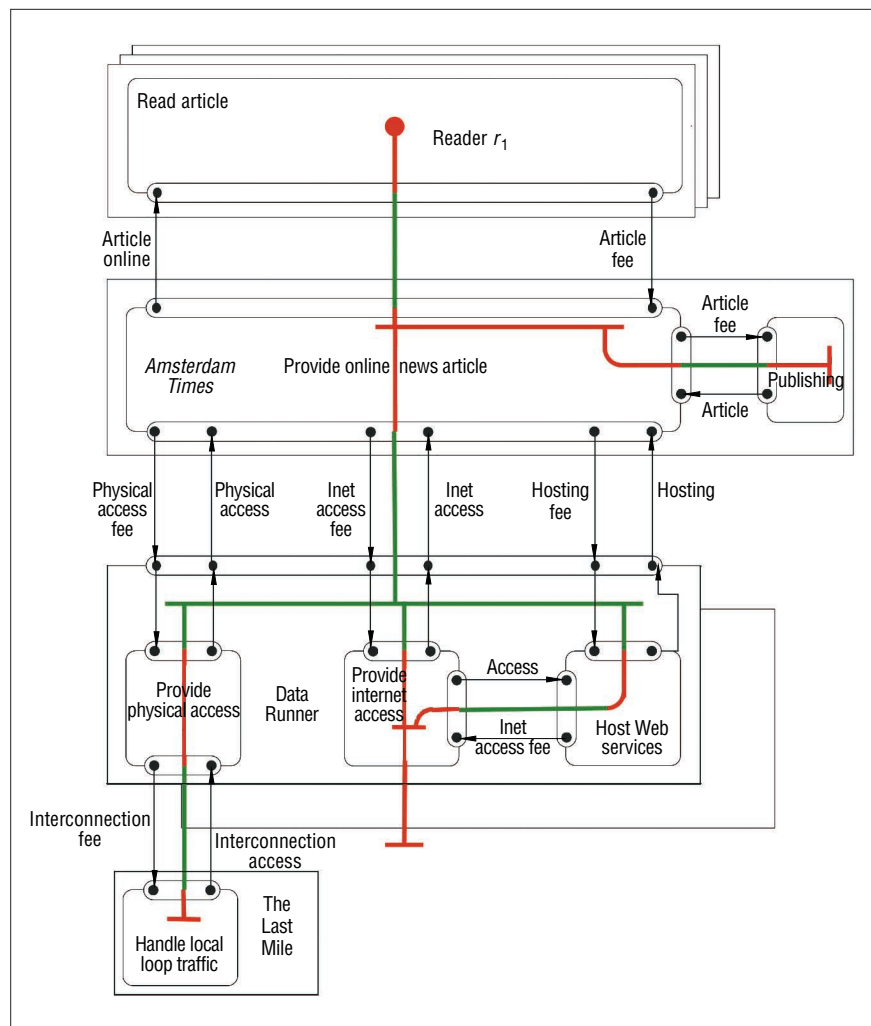 Read article
Reader r1
Article
online
Article
fee
Amsterdam
Times
Provide online news article
Article
fee
Publishing
Article
Physical
access
fee
Physical
access
Inet
access
fee
Inet
access
Hosting
fee
Hosting
Provide
physical access
Data
Runner
Provide
internet
access
Access
Inet
access fee
Host Web
services
Interconnection
fee
Interconnection
access
Handle local
loop traffic
The
Last
Mile